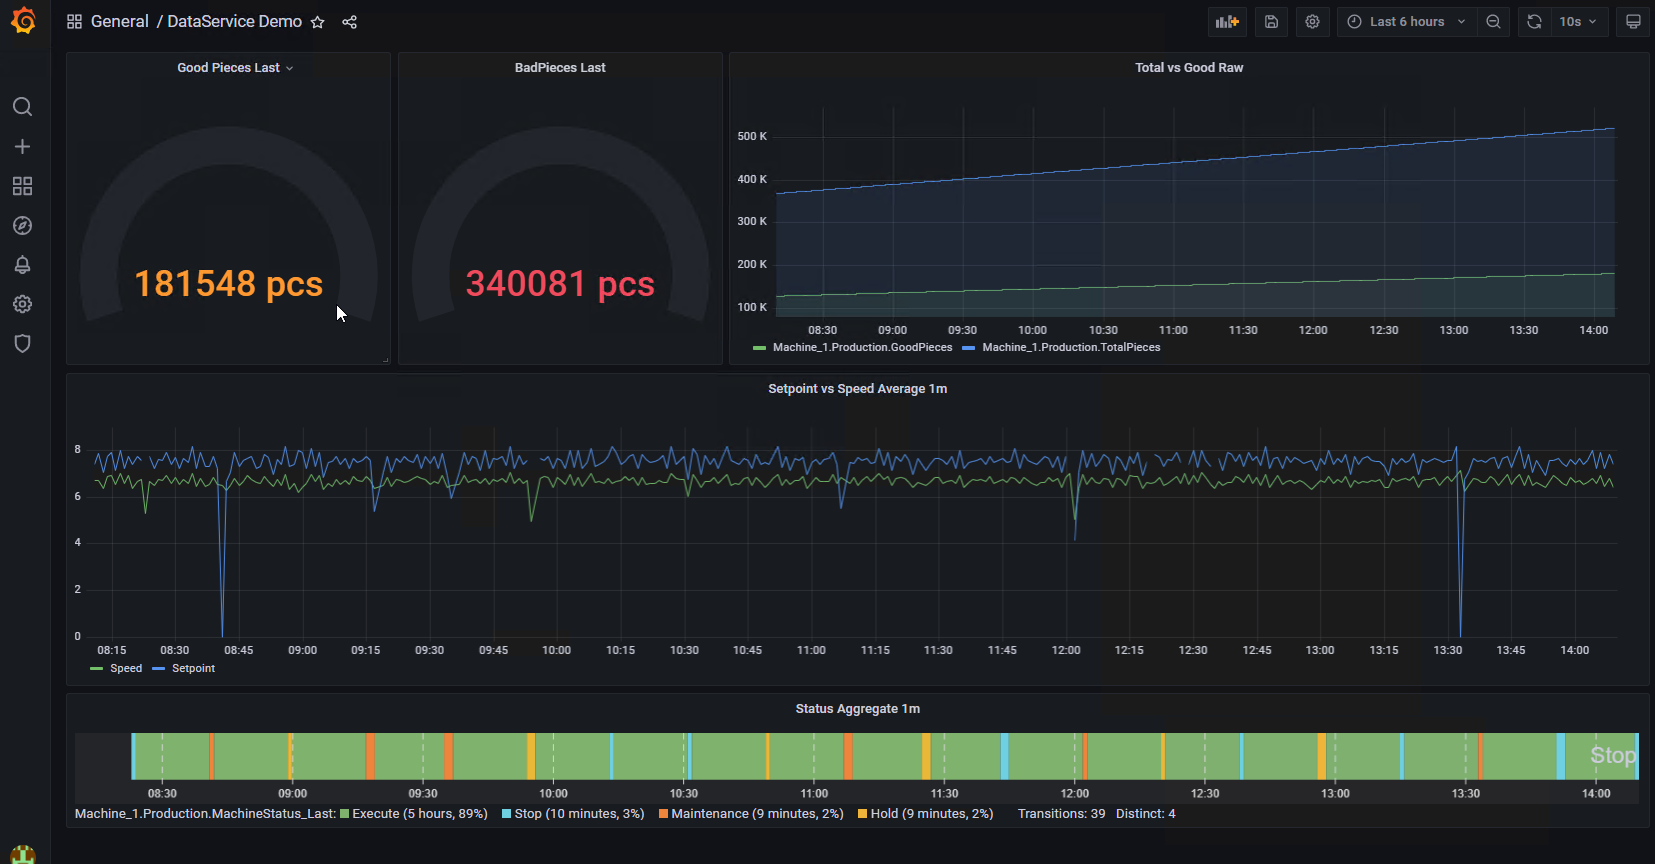 General / DataService Demo
Last 6 hours
10s
Good Pieces Last
181548 pcs
BadPieces Last
340081 pcs
Total vs Good Raw
500 K
400 K
300 K
200 K
100 K
08:30 09:00 09:30 10:00 10:30 11:00 11:30 12:00 12:30 13:00 13:30 14:00
Machine_1.Production.GoodPieces Machine_1.Production.TotalPieces
Setpoint vs Speed Average 1m
8
6
4
2
0
08:15 08:30 08:45 09:00 09:15 09:30 09:45 10:00 10:15 10:30 10:45 11:00 11:15 11:30 11:45 12:00 12:15 12:30 12:45 13:00 13:15 13:30 13:45 14:00
Speed Setpoint
Status Aggregate 1m
Stop
08:30 09:00 09:30 10:00 10:30 11:00 11:30 12:00 12:30 13:00 13:30 14:00
Machine_1.Production.MachineStatus_Last: Execute (5 hours, 89%) Stop (10 minutes, 3%) Maintenance (9 minutes, 2%) Hold (9 minutes, 2%) Transitions: 39 Distinct: 4